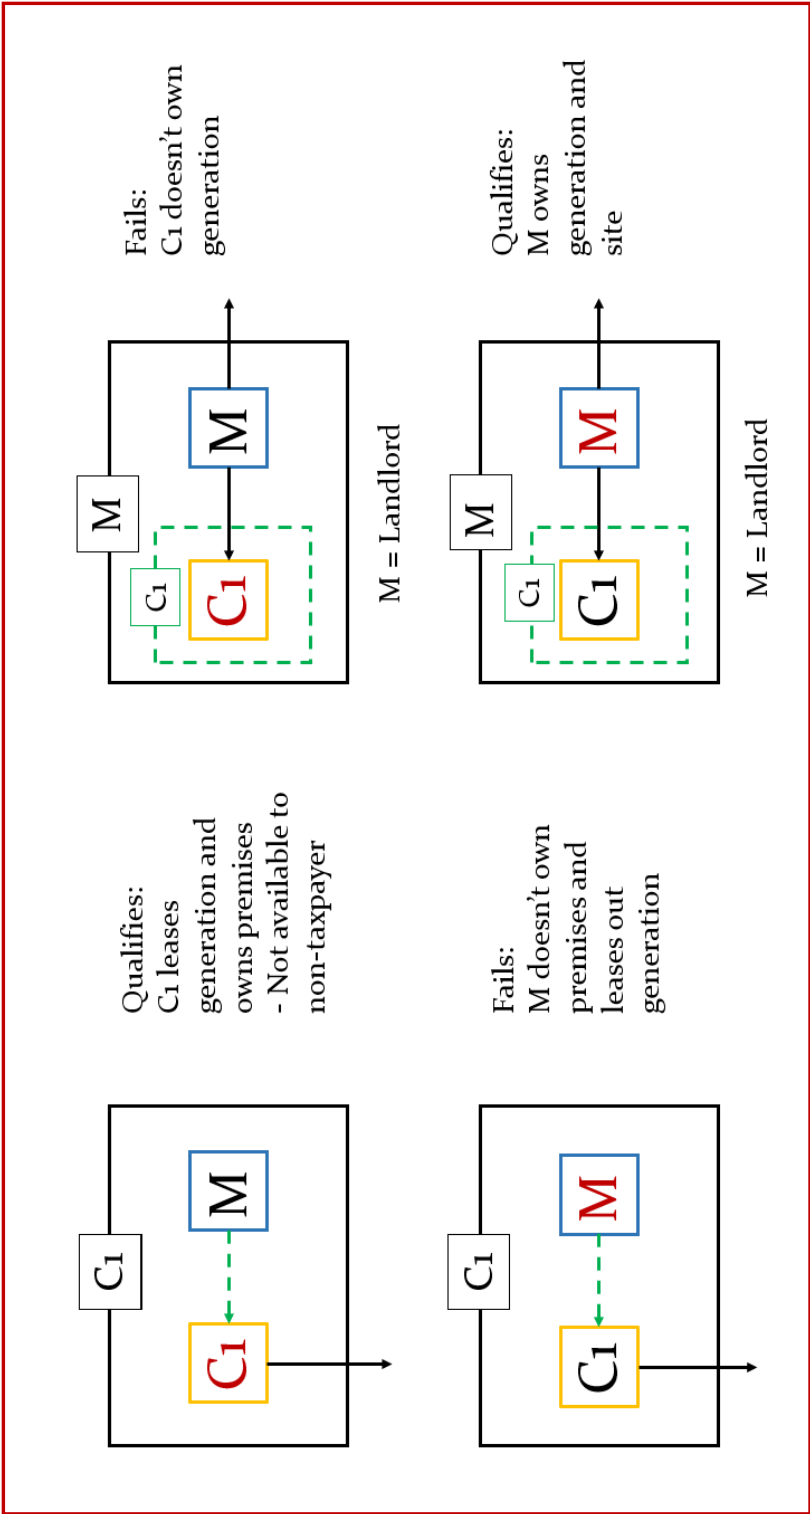 C1
C1
M
Qualifies:
C1 leases
generation and
owns premises
- Not available to
non-taxpayer
M
C1
C1
M
M = Landlord
Fails:
C1 doesn't own
generation
C1
C1
M
Fails:
M doesn't own
premises and
leases out
generation
M
C1
C1
M
M = Landlord
Qualifies:
M owns
generation and
site